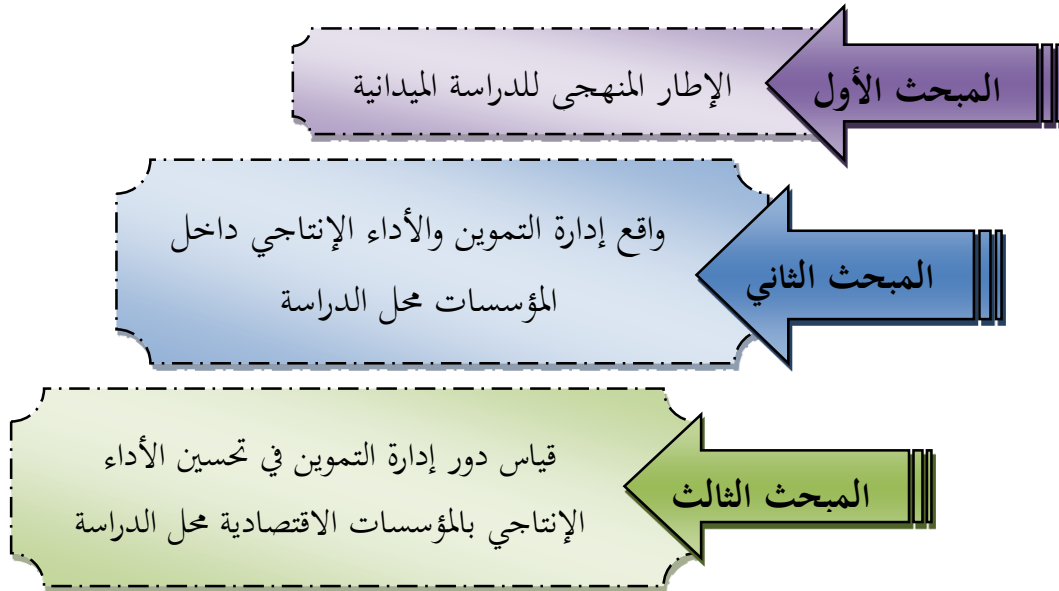 المبحث الأول
الإطار المنهجى للدراسة الميدانية
المبحث الثاني
واقع إدارة التموين والأداء الإنتاجي داخل
المؤسسات محل الدراسة
المبحث الثالث
قياس دور إدارة التموين في تحسين الأداء
الإنتاجي بالمؤسسات الاقتصادية محل الدراسة